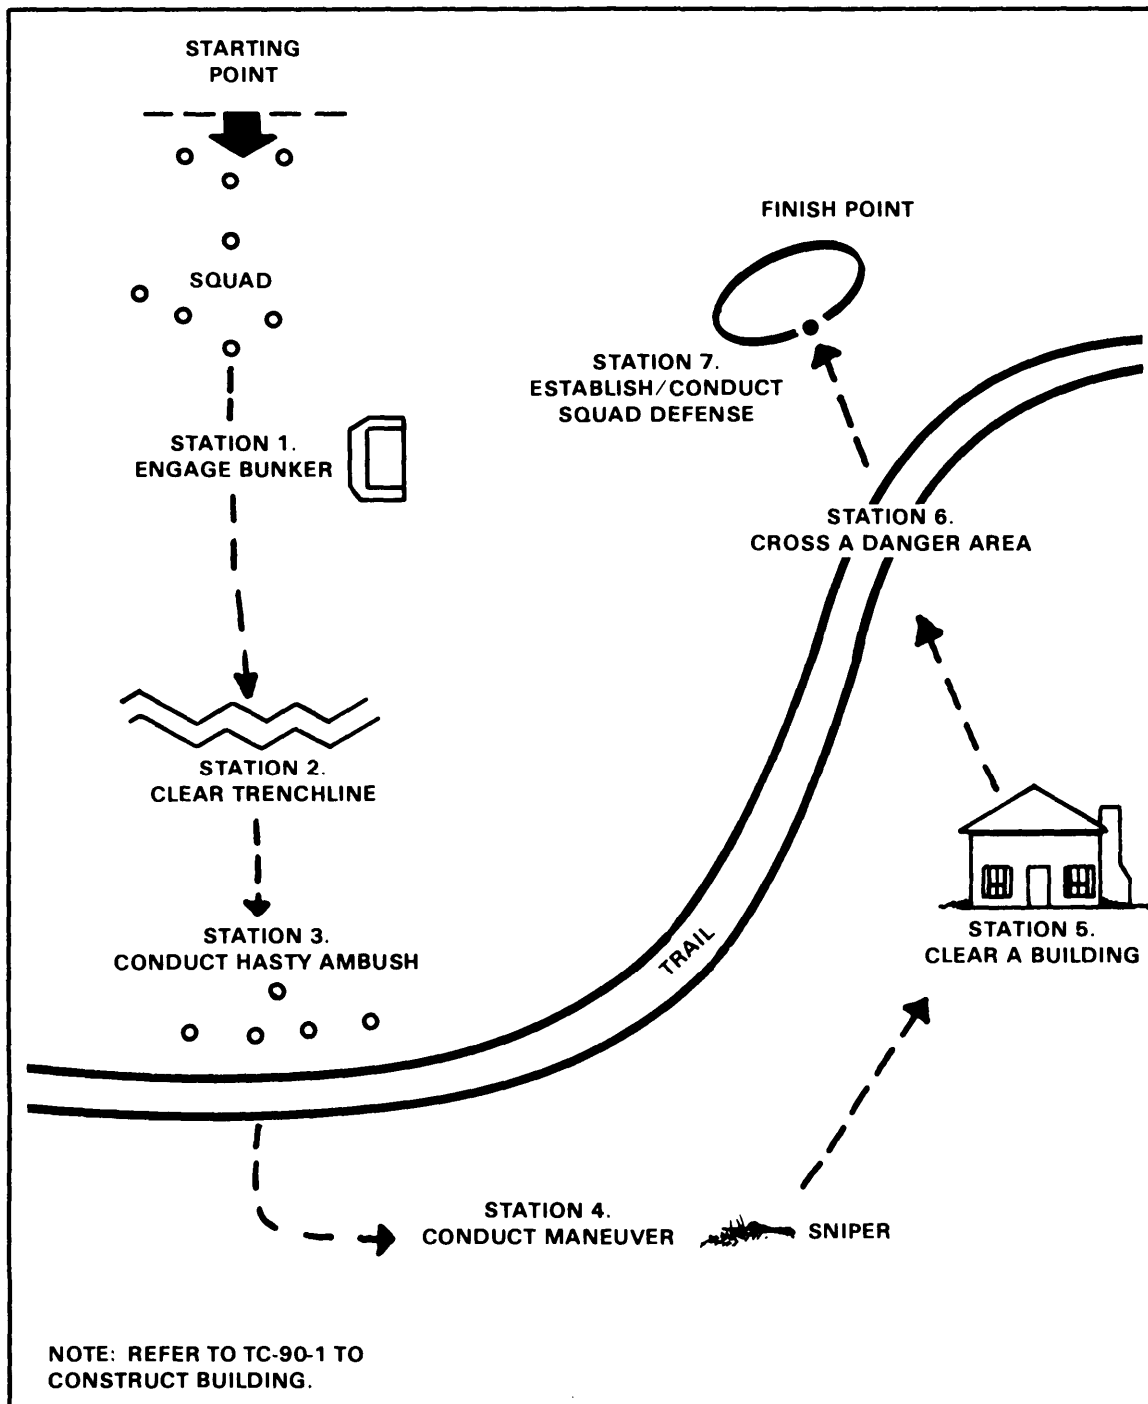 STARTING
POINT
SQUAD
STATION 1.
ENGAGE BUNKER
STATION 2.
CLEAR TRENCHLINE
STATION 3.
CONDUCT HASTY AMBUSH
TRAIL
STATION 4.
CONDUCT MANEUVER
SNIPER
STATION 5.
CLEAR A BUILDING
STATION 6.
CROSS A DANGER AREA
STATION 7.
ESTABLISH/CONDUCT
SQUAD DEFENSE
FINISH POINT
NOTE: REFER TO TC-90-1 TO
CONSTRUCT BUILDING.